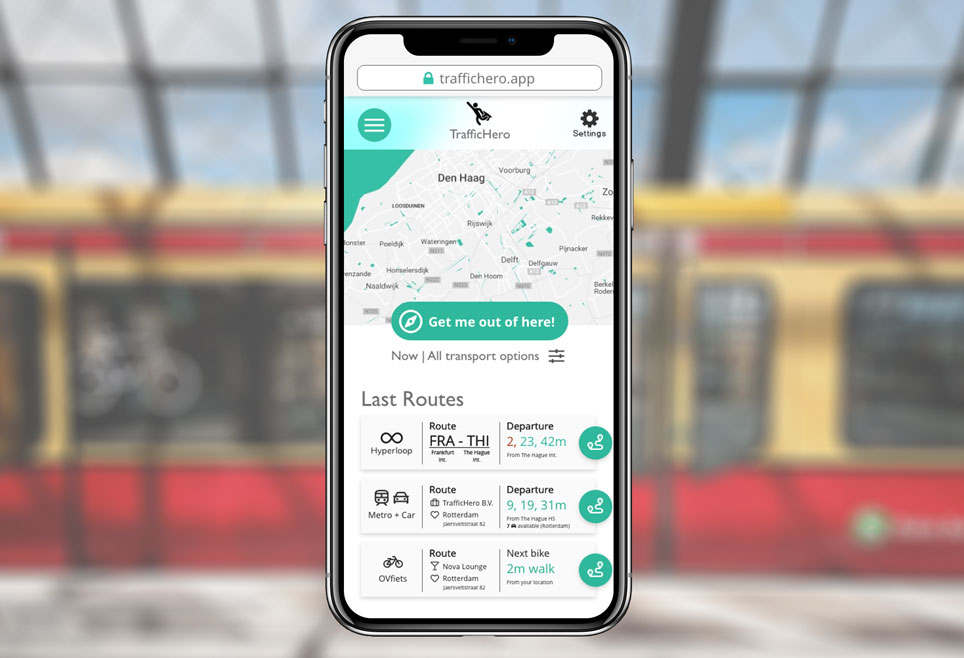 traffichero.app
TrafficHero
Settings
Den Haag
Voorburg
LOOSDUINEN
Rijswijk
Poeldijk
Wateringen
Pijnacker
Delft
Delfgauw
Honselersdijk
Den Hoorn
Naaldwijk
Get me out of here!
Now | All transport options
Last Routes
Hyperloop
Route
FRA - THI
Frankfurt Int.
The Hague Int.
Departure
2, 23, 42m
From The Hague Int.
Metro + Car
Route
TrafficHero B.V.
Rotterdam
Jaersveltstraat 82
Departure
9, 19, 31m
From The Hague HS
7 available (Rotterdam)
OVfiets
Route
Nova Lounge
Rotterdam
Jaersveltstraat 82
Next bike
2m walk
From your location